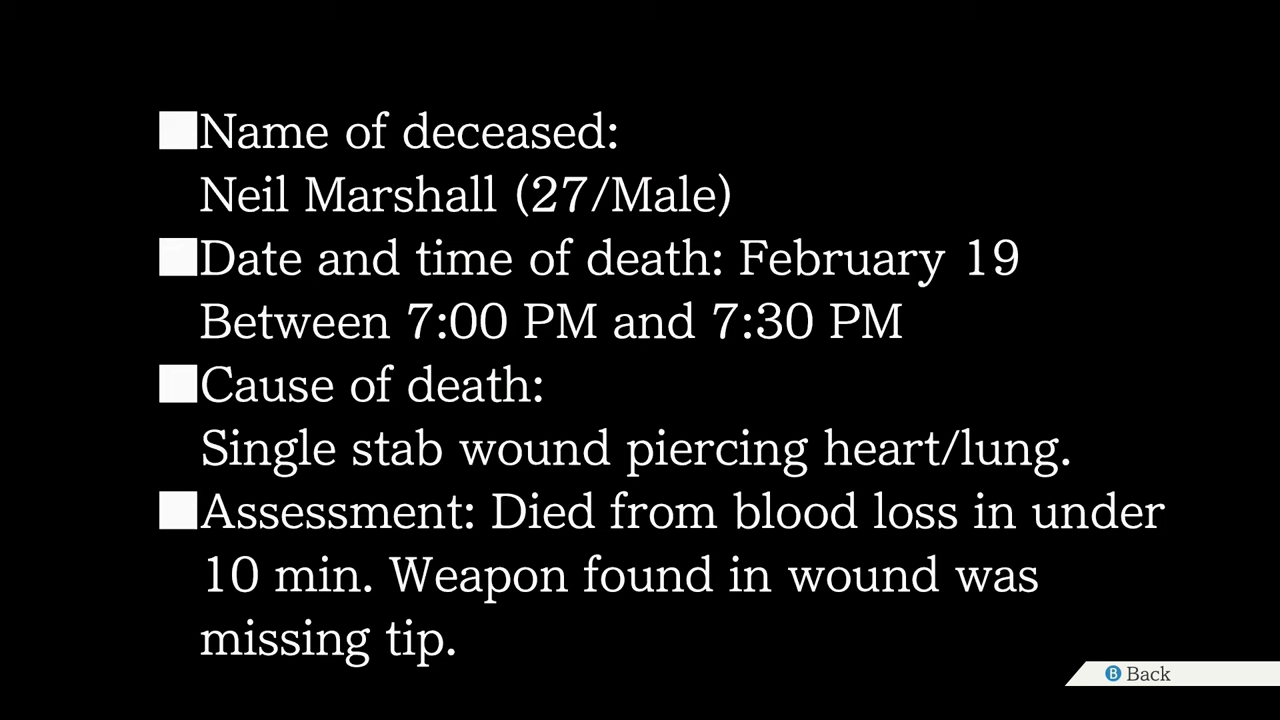 ■Name of deceased:
Neil Marshall (27/Male)
■Date and time of death: February 19
Between 7:00 PM and 7:30 PM
■Cause of death:
Single stab wound piercing heart/lung.
■Assessment: Died from blood loss in under
10 min. Weapon found in wound was
missing tip.
B Back